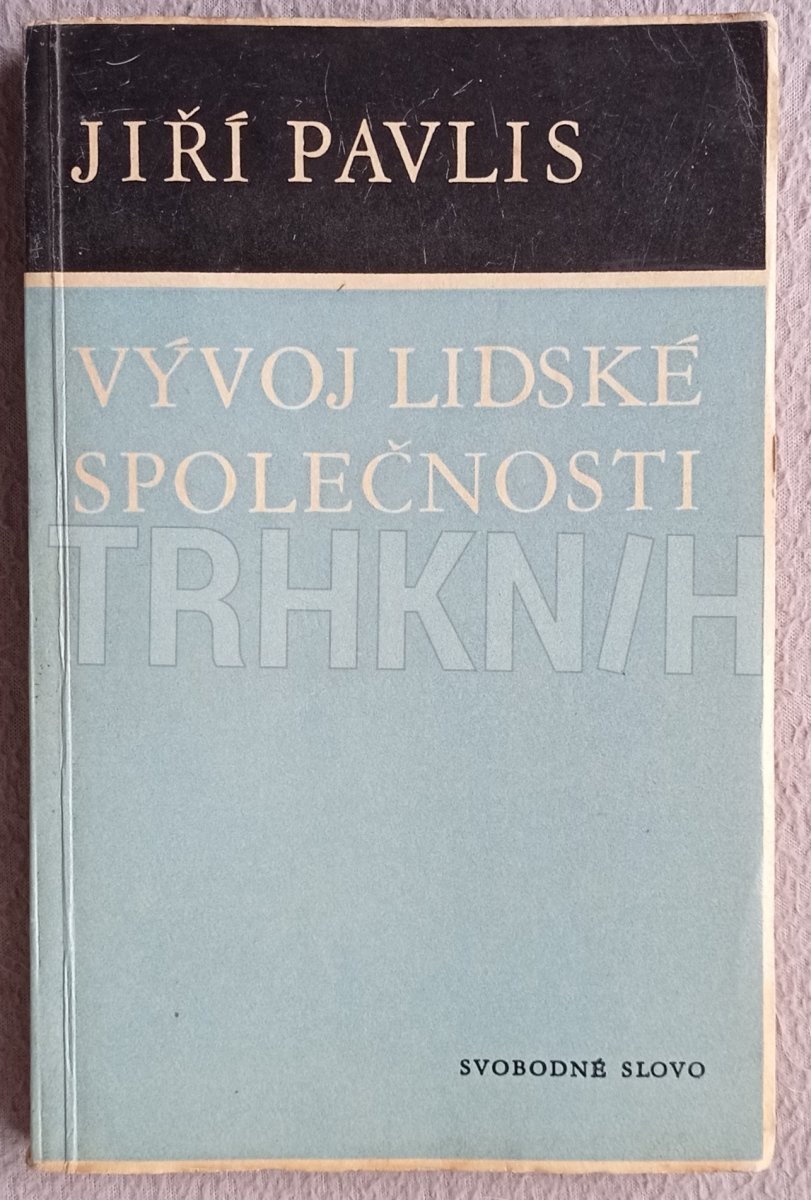 JIŘÍ PAVLIS
VÝVOJ LIDSKÉ
SPOLEČNOSTI
TRHKN/H
SVOBODNÉ SLOVO